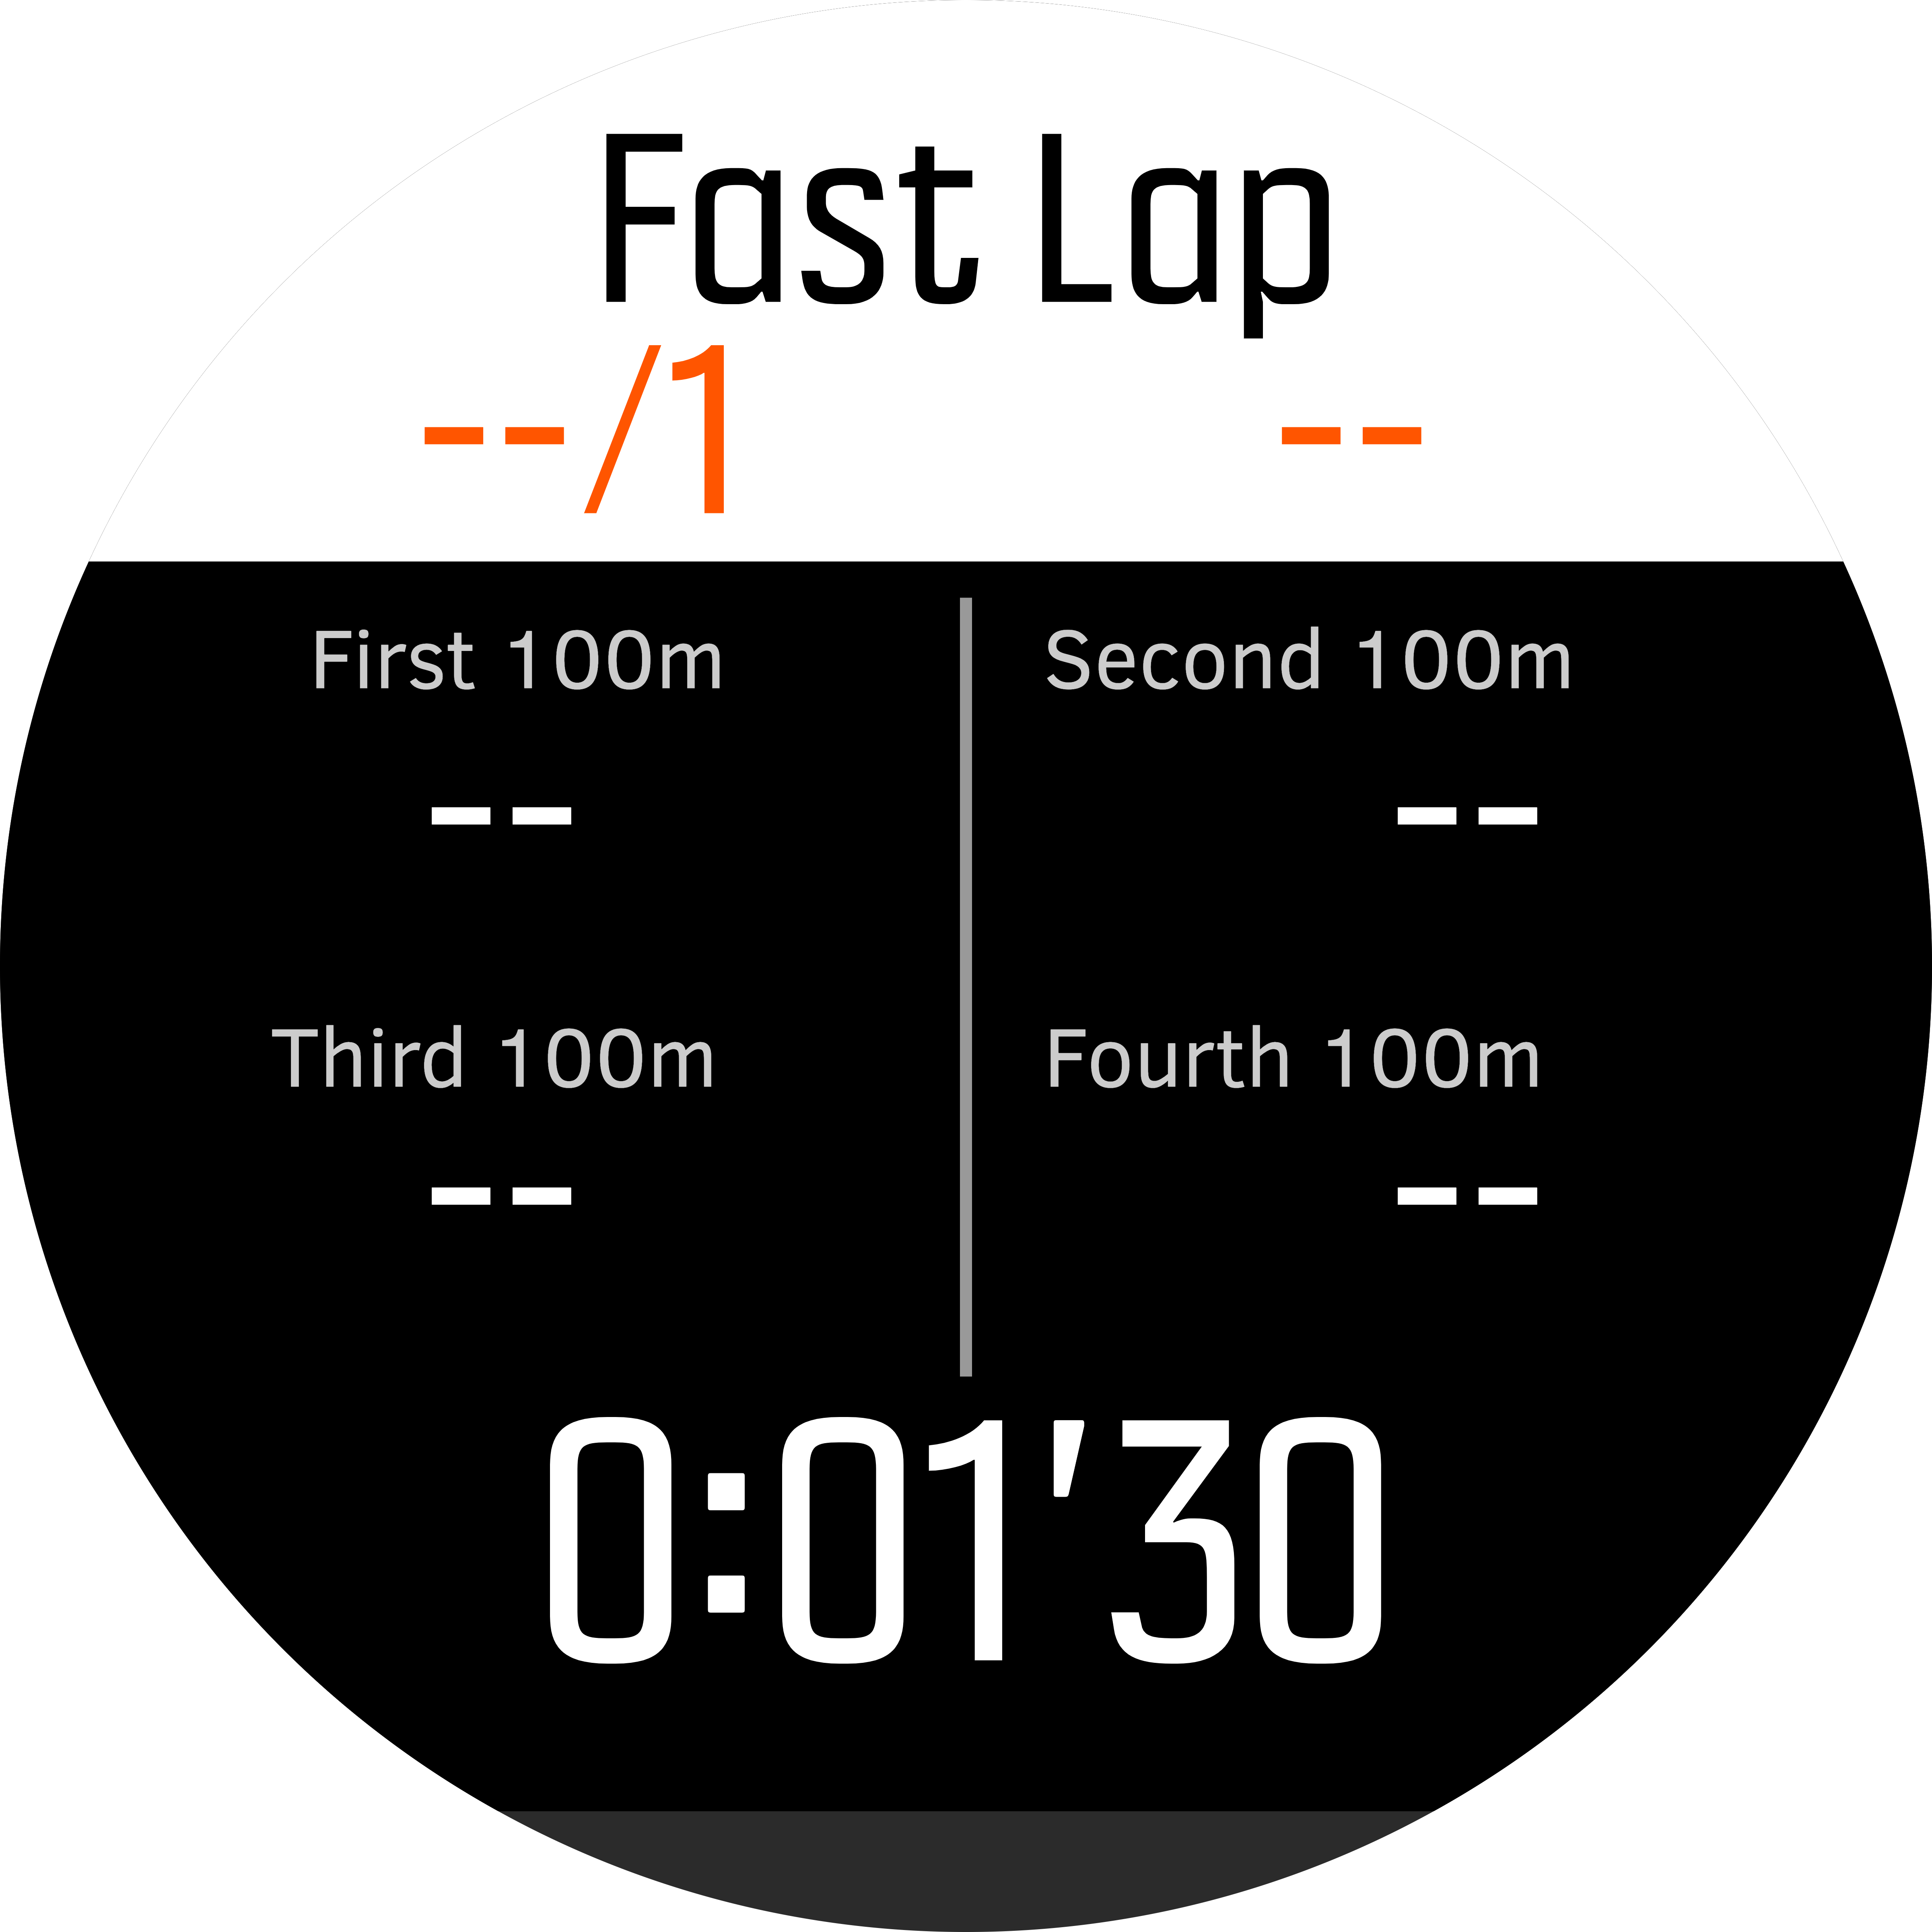 Fast Lap
--/1 --
First 100m Second 100m
-- --
Third 100m Fourth 100m
-- --
0:01'30